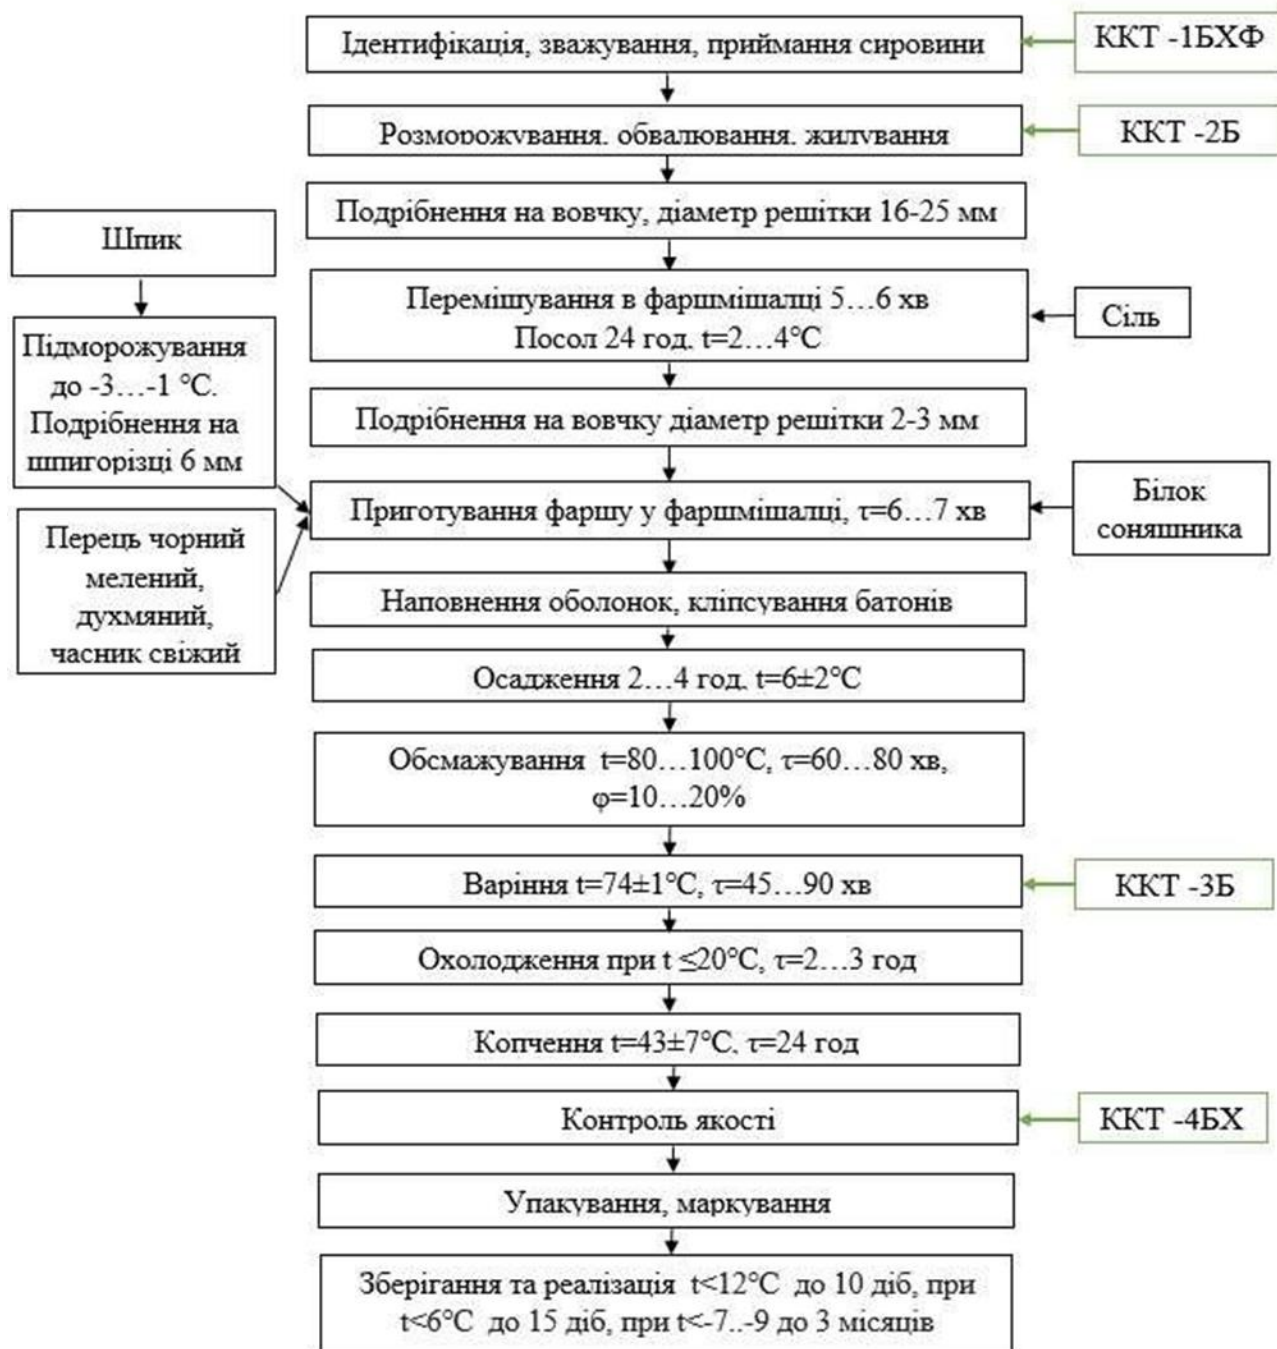 Ідентифікація, зважування, приймання сировини
ККТ -1БХФ
Розморожування, обвалювання, жилування
ККТ -2Б
Подрібнення на вовчку, діаметр решітки 16-25 мм
Шпик
Перемішування в фаршмішалці 5…6 хв
Посол 24 год, t=2…4°С
Сіль
Підморожування
до -3…-1 °С.
Подрібнення на
шпигорізці 6 мм
Подрібнення на вовчку діаметр решітки 2-3 мм
Приготування фаршу у фаршмішалці, τ=6…7 хв
Білок
соняшника
Перець чорний
мелений,
духмяний,
часник свіжий
Наповнення оболонок, кліпсування батонів
Осадження 2…4 год, t=6±2°С
Обсмажування t=80…100°С, τ=60…80 хв,
φ=10…20%
Варіння t=74±1°С, τ=45…90 хв
ККТ -3Б
Охолодження при t ≤20°С, τ=2…3 год
Копчення t=43±7°С, τ=24 год
Контроль якості
ККТ -4БХ
Упакування, маркування
Зберігання та реалізація t<12°С до 10 діб, при
t<6°С до 15 діб, при t<-7..-9 до 3 місяців